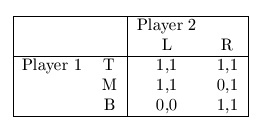 Player 2
L R
Player 1 T 1,1 1,1
M 1,1 0,1
B 0,0 1,1